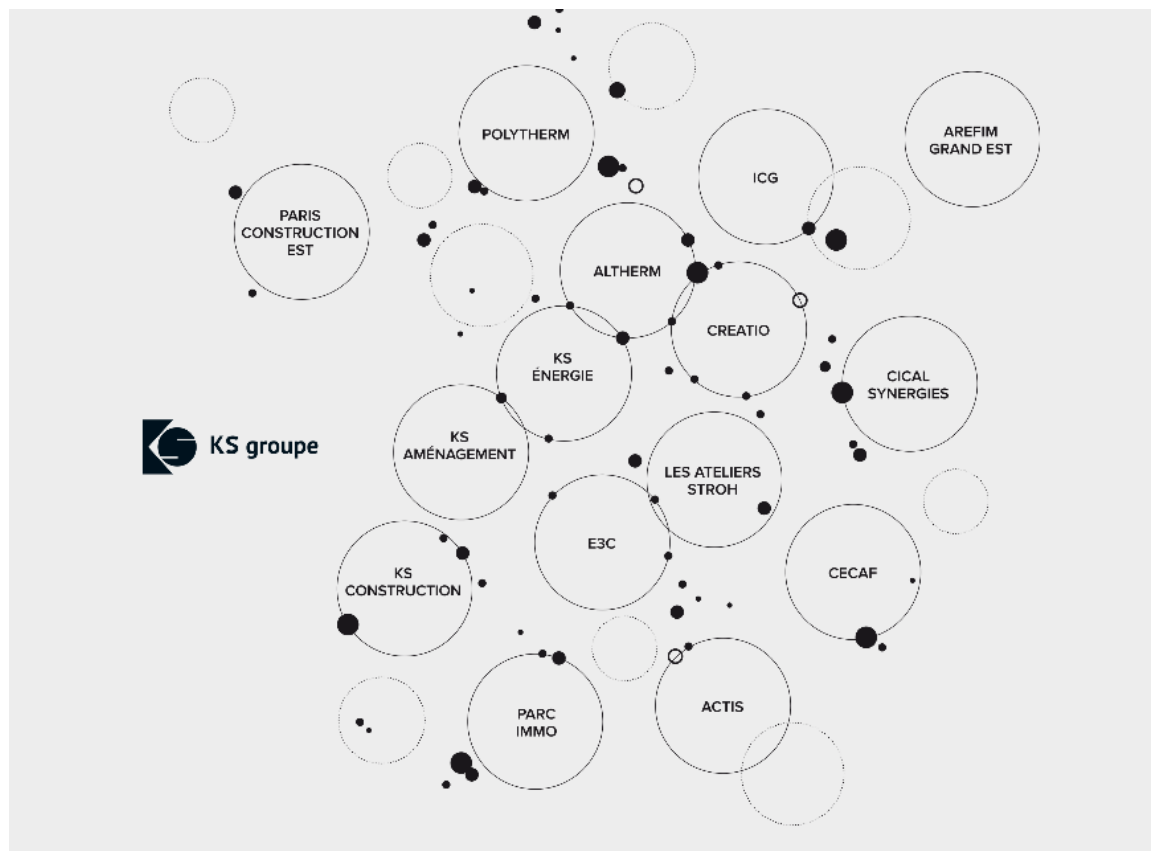 POLYTHERM
AREFIM
GRAND EST
ICG
PARIS
CONSTRUCTION
EST
ALTHERM
CREATIO
KS
ÉNERGIE
CICAL
SYNERGIES
KS groupe
KS
AMÉNAGEMENT
LES ATELIERS
STROH
E3C
CECAF
KS
CONSTRUCTION
ACTIS
PARC
IMMO